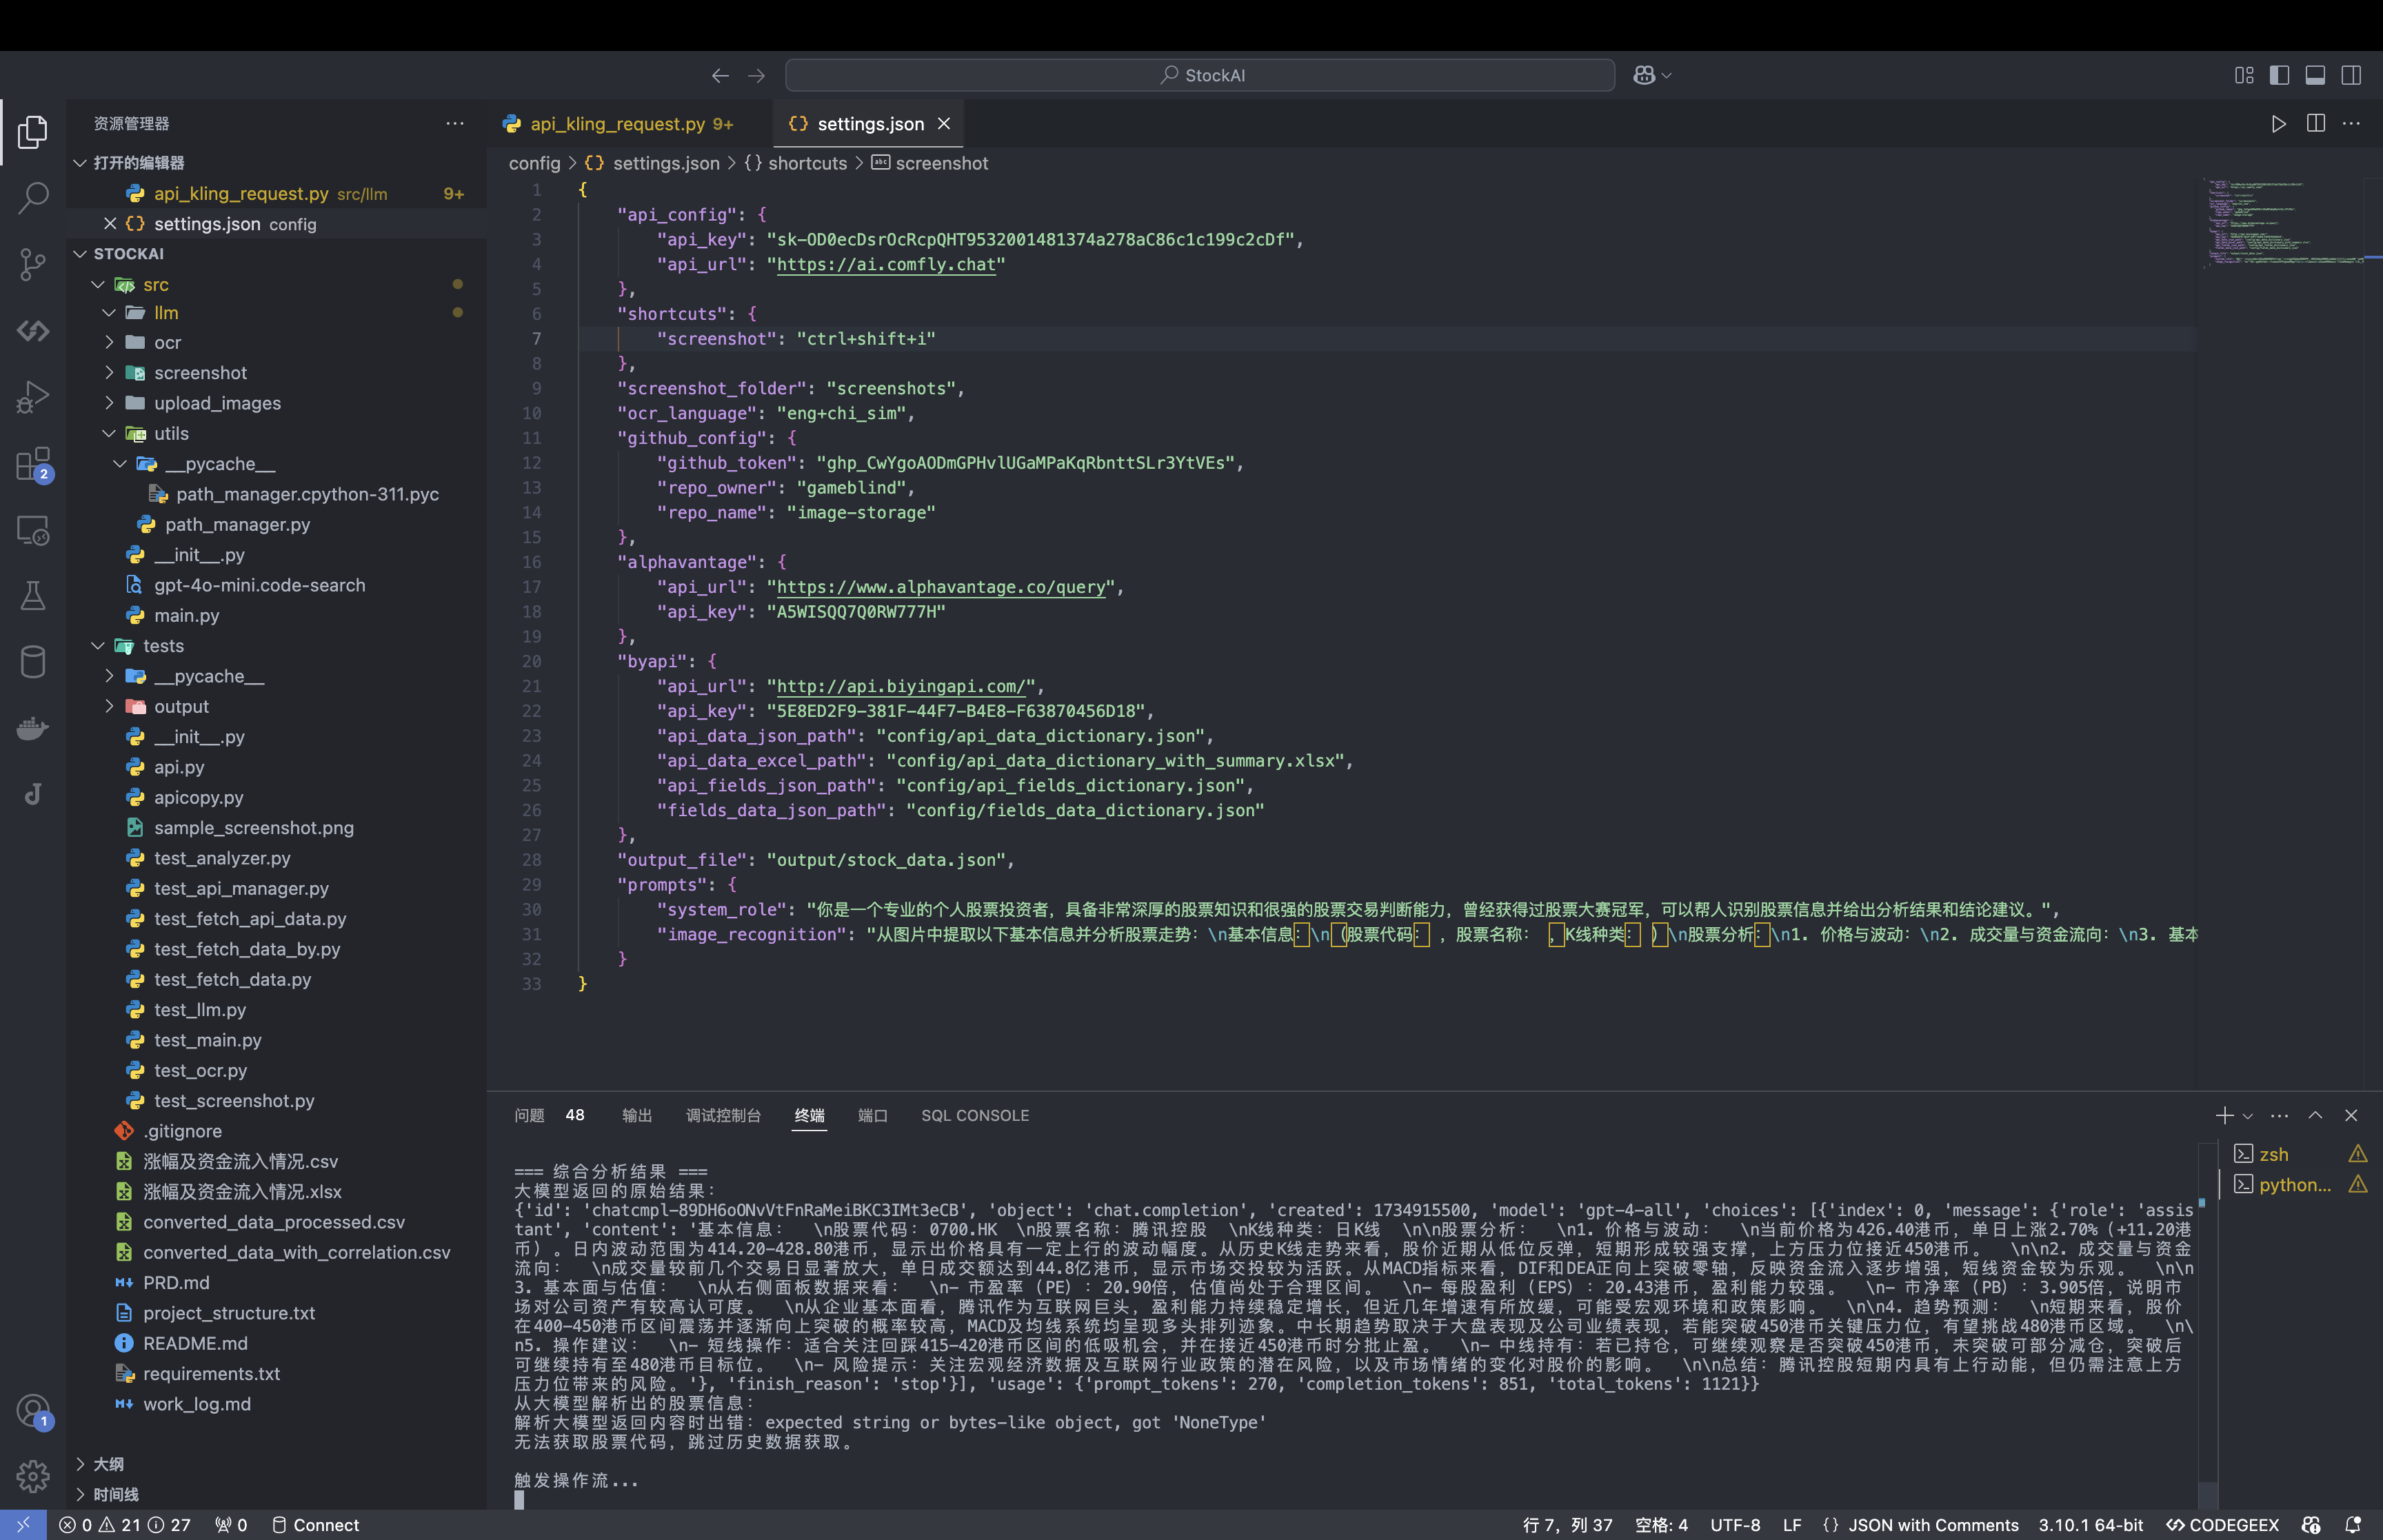 StockAI
资源管理器
打开的编辑器
api_kling_request.py src/llm 9+
settings.json config
STOCKAI
src
llm
ocr
screenshot
upload_images
utils
__pycache__
path_manager.cpython-311.pyc
path_manager.py
__init__.py
gpt-4o-mini.code-search
main.py
tests
__pycache__
output
__init__.py
api.py
apicopy.py
sample_screenshot.png
test_analyzer.py
test_api_manager.py
test_fetch_api_data.py
test_fetch_data_by.py
test_fetch_data.py
test_llm.py
test_main.py
test_ocr.py
test_screenshot.py
.gitignore
涨幅及资金流入情况.csv
涨幅及资金流入情况.xlsx
converted_data_processed.csv
converted_data_with_correlation.csv
PRD.md
project_structure.txt
README.md
requirements.txt
work_log.md
大纲
时间线
2
1
api_kling_request.py 9+
settings.json
config > {} settings.json > {} shortcuts > abc screenshot
1 {
2 "api_config": {
3 "api_key": "sk-OD0ecDsrOcRcpQHT9532001481374a278aC86c1c199c2cDf",
4 "api_url": "https://ai.comfly.chat"
5 },
6 "shortcuts": {
7 "screenshot": "ctrl+shift+i"
8 },
9 "screenshot_folder": "screenshots",
10 "ocr_language": "eng+chi_sim",
11 "github_config": {
12 "github_token": "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",
13 "repo_owner": "gameblind",
14 "repo_name": "image-storage"
15 },
16 "alphavantage": {
17 "api_url": "https://www.alphavantage.co/query",
18 "api_key": "A5WISQQ7Q0RW777H"
19 },
20 "byapi": {
21 "api_url": "http://api.biyingapi.com/",
22 "api_key": "5E8ED2F9-381F-44F7-B4E8-F63870456D18",
23 "api_data_json_path": "config/api_data_dictionary.json",
24 "api_data_excel_path": "config/api_data_dictionary_with_summary.xlsx",
25 "api_fields_json_path": "config/api_fields_dictionary.json",
26 "fields_data_json_path": "config/fields_data_dictionary.json"
27 },
28 "output_file": "output/stock_data.json",
29 "prompts": {
30 "system_role": "你是一个专业的个人股票投资者，具备非常深厚的股票知识和很强的股票交易判断能力，曾经获得过股票大赛冠军，可以帮人识别股票信息并给出分析结果和结论建议。",
31 "image_recognition": "从图片中提取以下基本信息并分析股票走势：\n基本信息：\n（股票代码： ，股票名称： ，K线种类： ）\n股票分析：\n1. 价格与波动：\n2. 成交量与资金流向：\n3. 基本
32 }
33 }
问题 48 输出 调试控制台 终端 端口 SQL CONSOLE
zsh
python...
=== 综合分析结果 ===
大模型返回的原始结果：
{'id': 'chatcmpl-89DH6oONvVtFnRaMeiBKC3IMt3eCB', 'object': 'chat.completion', 'created': 1734915500, 'model': 'gpt-4-all', 'choices': [{'index': 0, 'message': {'role': 'assis
tant', 'content': '基本信息： \n股票代码：0700.HK \n股票名称：腾讯控股 \nK线种类：日K线 \n\n股票分析： \n1. 价格与波动： \n当前价格为426.40港币，单日上涨2.70%（+11.20港
币）。日内波动范围为414.20-428.80港币，显示出价格具有一定上行的波动幅度。从历史K线走势来看，股价近期从低位反弹，短期形成较强支撑，上方压力位接近450港币。 \n\n2. 成交量与资金
流向： \n成交量较前几个交易日显著放大，单日成交额达到44.8亿港币，显示市场交投较为活跃。从MACD指标来看，DIF和DEA正向上突破零轴，反映资金流入逐步增强，短线资金较为乐观。 \n\n
3. 基本面与估值： \n从右侧面板数据来看： \n- 市盈率（PE）：20.90倍，估值尚处于合理区间。 \n- 每股盈利（EPS）：20.43港币，盈利能力较强。 \n- 市净率（PB）：3.905倍，说明市
场对公司资产有较高认可度。 \n从企业基本面看，腾讯作为互联网巨头，盈利能力持续稳定增长，但近几年增速有所放缓，可能受宏观环境和政策影响。 \n\n4. 趋势预测： \n短期来看，股价
在400-450港币区间震荡并逐渐向上突破的概率较高，MACD及均线系统均呈现多头排列迹象。中长期趋势取决于大盘表现及公司业绩表现，若能突破450港币关键压力位，有望挑战480港币区域。 \n\
n5. 操作建议： \n- 短线操作：适合关注回踩415-420港币区间的低吸机会，并在接近450港币时分批止盈。 \n- 中线持有：若已持仓，可继续观察是否突破450港币，未突破可部分减仓，突破后
可继续持有至480港币目标位。 \n- 风险提示：关注宏观经济数据及互联网行业政策的潜在风险，以及市场情绪的变化对股价的影响。 \n\n总结：腾讯控股短期内具有上行动能，但仍需注意上方
压力位带来的风险。'}, 'finish_reason': 'stop'}], 'usage': {'prompt_tokens': 270, 'completion_tokens': 851, 'total_tokens': 1121}}
从大模型解析出的股票信息：
解析大模型返回内容时出错：expected string or bytes-like object, got 'NoneType'
无法获取股票代码，跳过历史数据获取。
触发操作流...
0 21 27 0 Connect 行 7，列 37 空格: 4 UTF-8 LF {} JSON with Comments 3.10.1 64-bit CODEGEEX